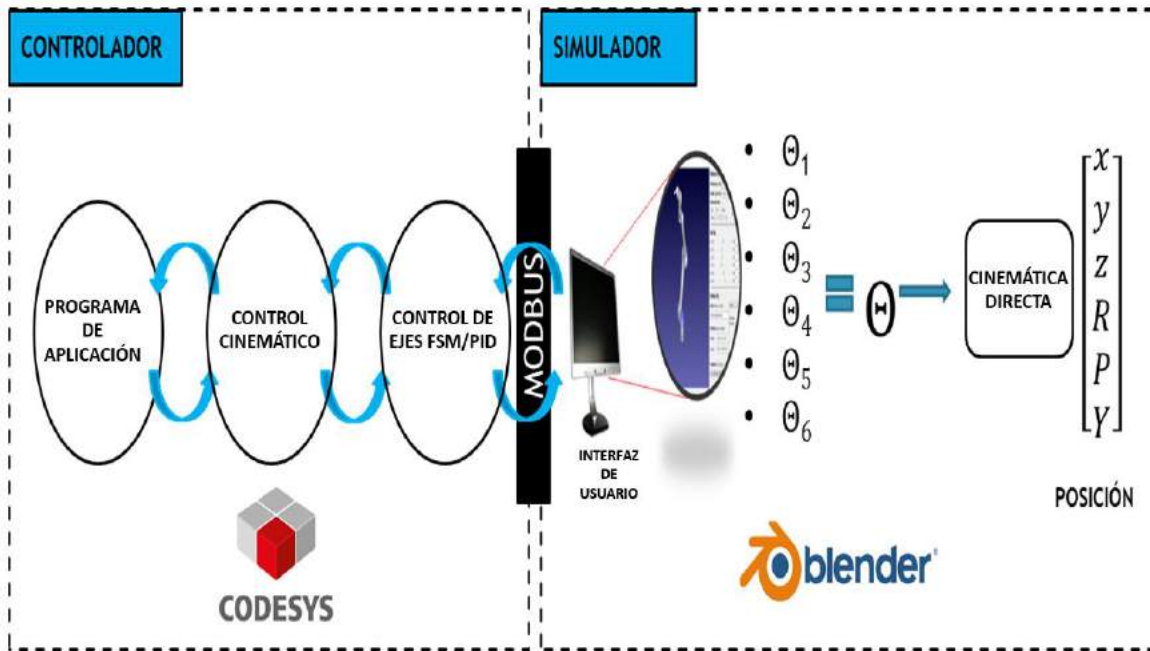 CONTROLADOR
PROGRAMA
DE
APLICACIÓN
CONTROL
CINEMÁTICO
CONTROL DE
EJES FSM/PID
CODESYS
MODBUS
SIMULADOR
INTERFAZ
DE
USUARIO
Θ1
Θ2
Θ3
Θ4
Θ5
Θ6
= Θ
CINEMÁTICA
DIRECTA
x
y
z
R
P
Y
POSICIÓN
blender